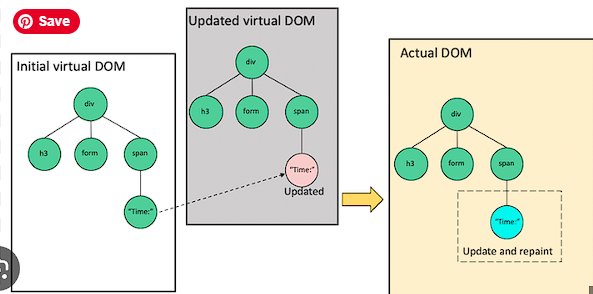 Save
Initial virtual DOM
div
h3
form
span
"Time:"
Updated virtual DOM
div
h3
form
span
"Time:"
Updated
Actual DOM
div
h3
form
span
"Time:"
Update and repaint